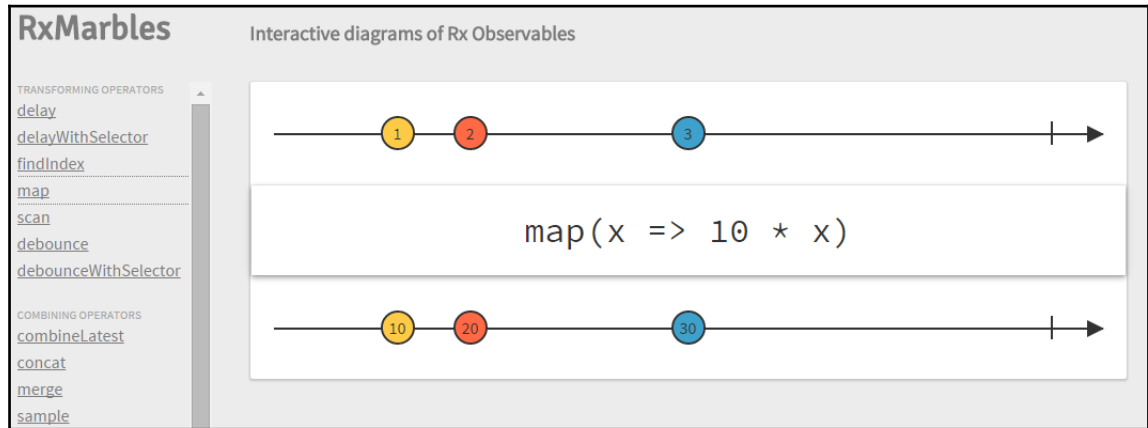 RxMarbles
Interactive diagrams of Rx Observables
TRANSFORMING OPERATORS
delay
delayWithSelector
findIndex
map
scan
debounce
debounceWithSelector
COMBINING OPERATORS
combineLatest
concat
merge
sample
1 2 3
map(x => 10 * x)
10 20 30